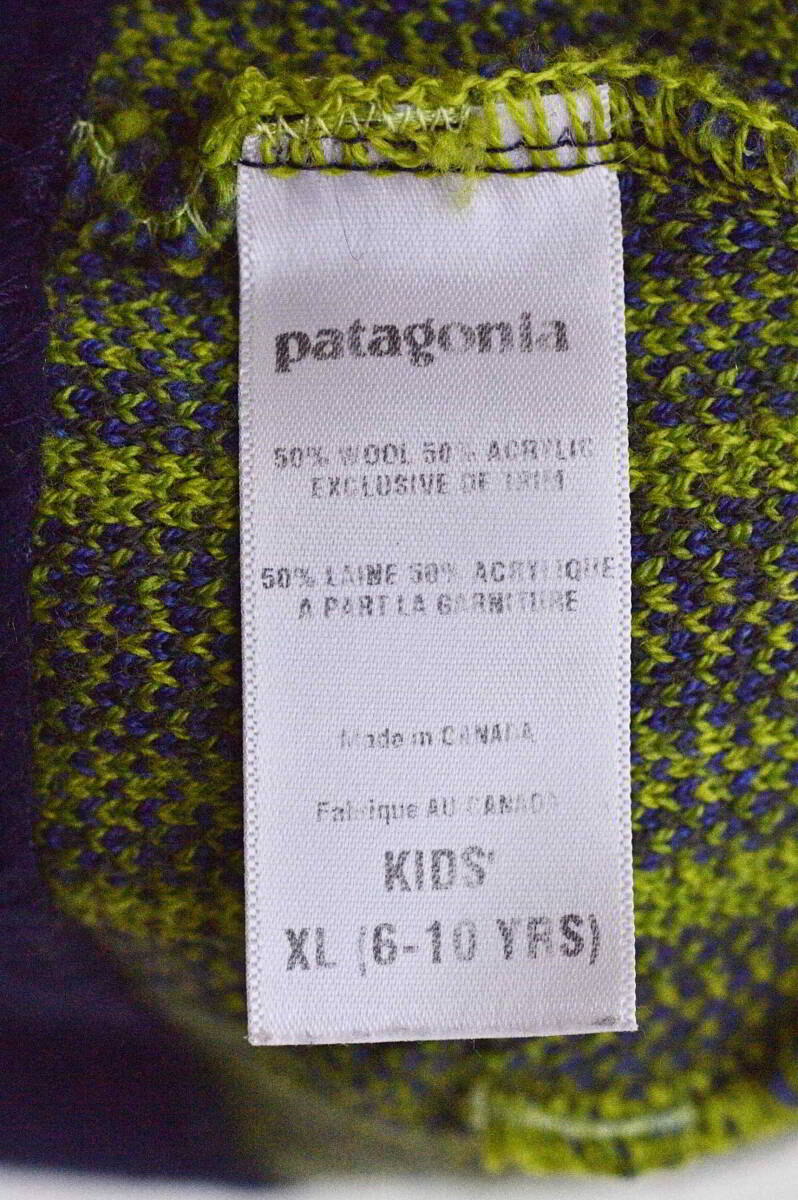 patagonia
50% WOOL 50% ACRYLIC
EXCLUSIVE OF TRIM
50% LAINE 50% ACRYLIQUE
A PART LA GARNITURE
Made in CANADA
Fabrique AU CANADA
KIDS'
XL (6-10 YRS)